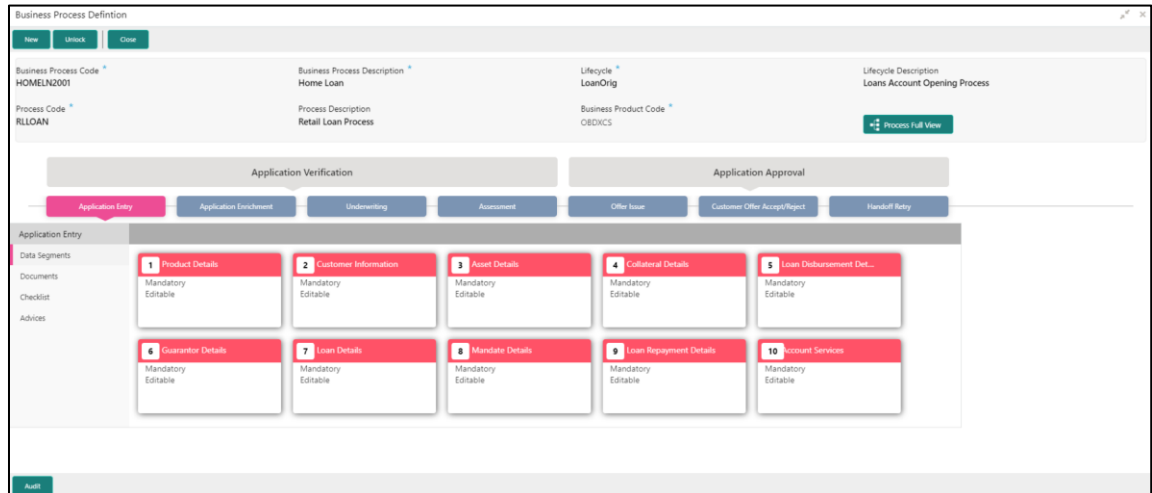 Business Process Defintion
New Unlock Close
Business Process Code * Business Process Description * Lifecycle * Lifecycle Description
HOMELN2001 Home Loan LoanOrig Loans Account Opening Process
Process Code * Process Description Business Product Code *
RLLOAN Retail Loan Process OBDXCS Process Full View
Application Verification Application Approval
Application Entry Application Enrichment Underwriting Assessment Offer Issue Customer Offer Accept/Reject Handoff Retry
Application Entry
Data Segments
Documents
Checklist
Advices
1 Product Details 2 Customer Information 3 Asset Details 4 Collateral Details 5 Loan Disbursement Det...
Mandatory Mandatory Mandatory Mandatory Mandatory
Editable Editable Editable Editable Editable
6 Guarantor Details 7 Loan Details 8 Mandate Details 9 Loan Repayment Details 10 Account Services
Mandatory Mandatory Mandatory Mandatory Mandatory
Editable Editable Editable Editable Editable
Audit